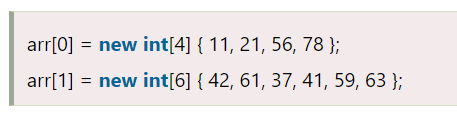 arr[0] = new int[4] { 11, 21, 56, 78 };
arr[1] = new int[6] { 42, 61, 37, 41, 59, 63 };